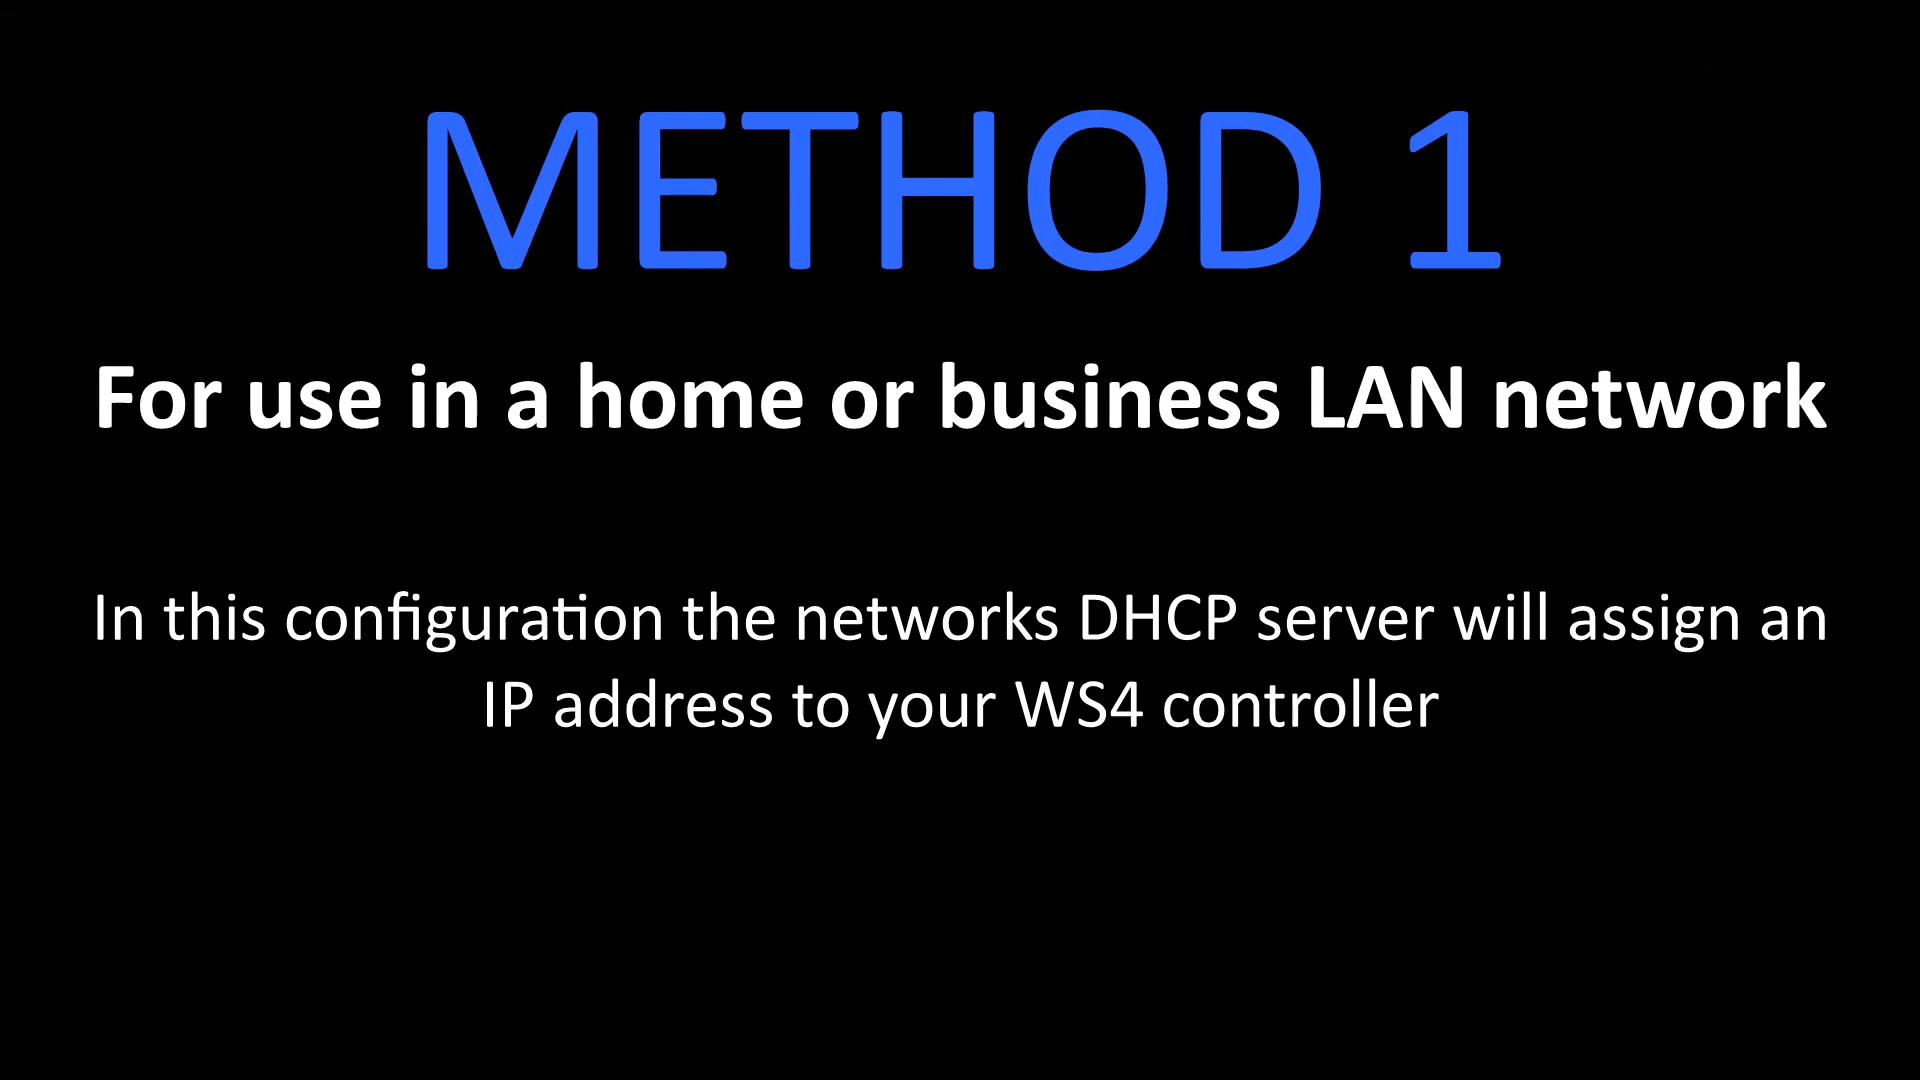 METHOD 1
For use in a home or business LAN network
In this configuration the networks DHCP server will assign an
IP address to your WS4 controller